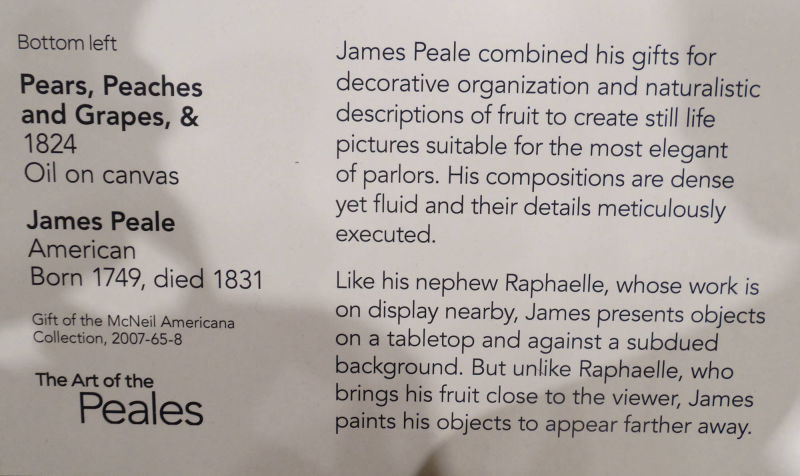 Bottom left
Pears, Peaches
and Grapes, &
1824
Oil on canvas
James Peale
American
Born 1749, died 1831
Gift of the McNeil Americana
Collection, 2007-65-8
The Art of the
Peales
James Peale combined his gifts for
decorative organization and naturalistic
descriptions of fruit to create still life
pictures suitable for the most elegant
of parlors. His compositions are dense
yet fluid and their details meticulously
executed.
Like his nephew Raphaelle, whose work is
on display nearby, James presents objects
on a tabletop and against a subdued
background. But unlike Raphaelle, who
brings his fruit close to the viewer, James
paints his objects to appear farther away.